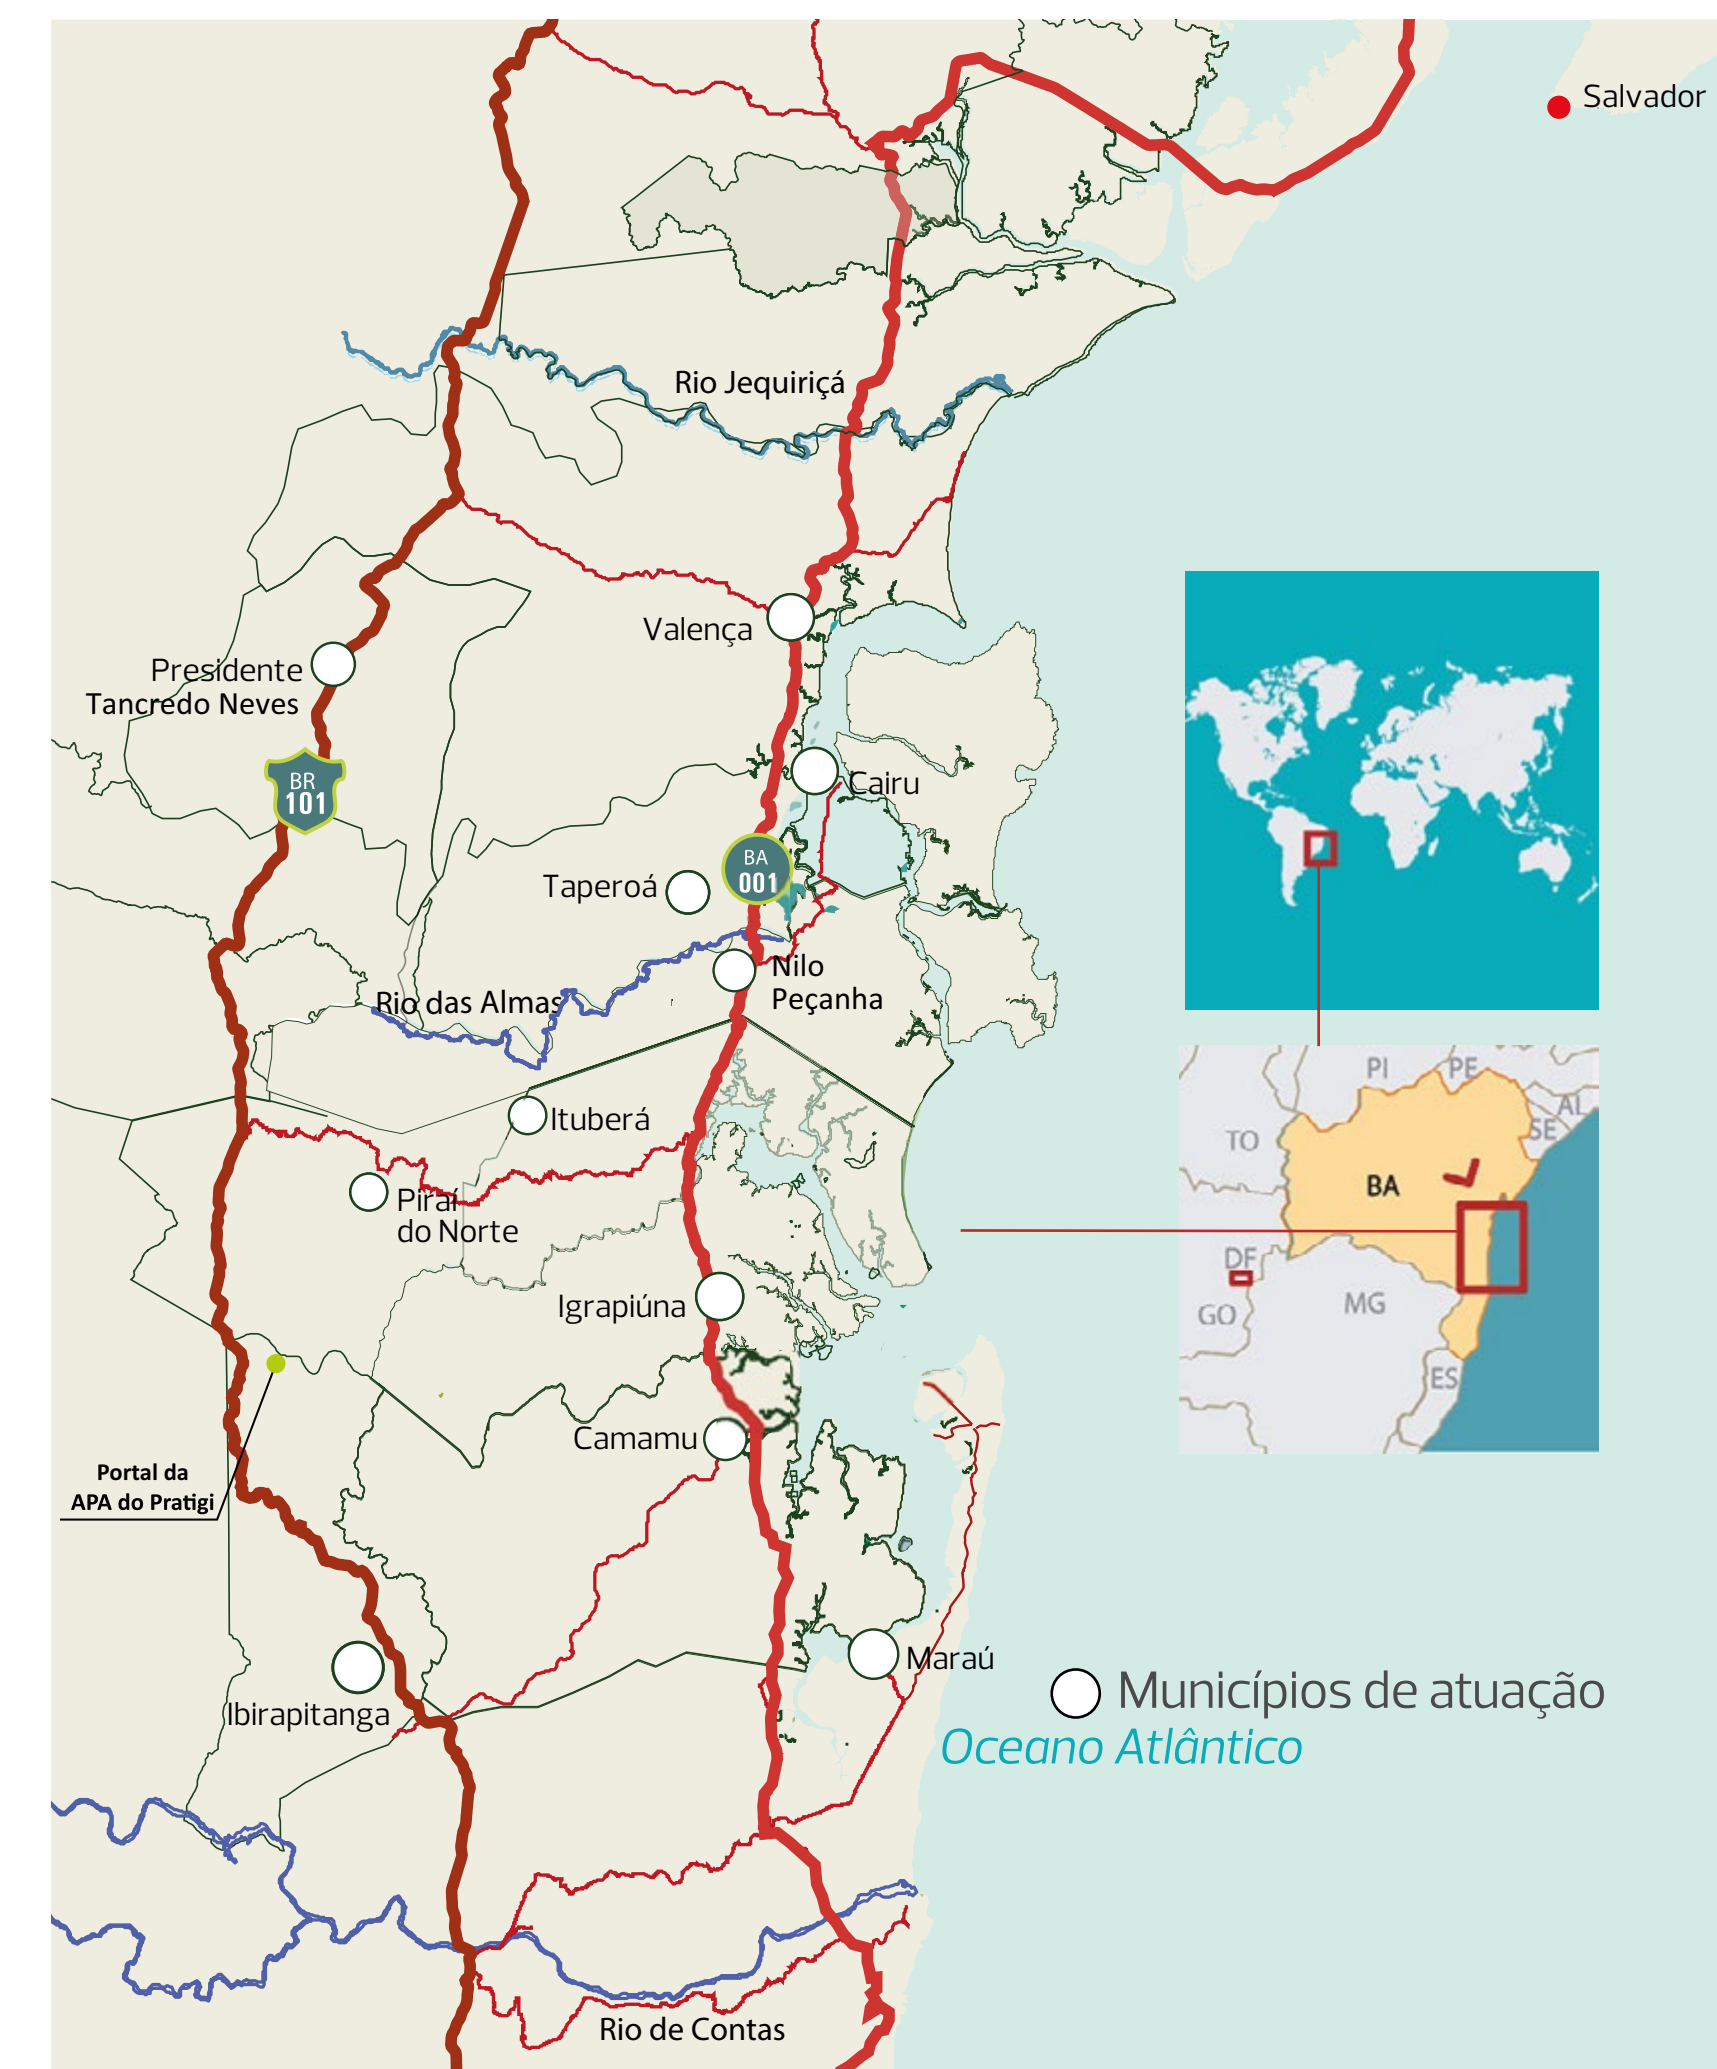 Salvador
Rio Jequiriçá
Valença
Presidente
Tancredo Neves
BR
101
Cairu
BA
001
Taperoá
Nilo
Peçanha
Rio das Almas
Ituberá
Piraí
do Norte
Igrapiúna
Camamu
Portal da
APA do Pratigi
Maraú
Ibirapitanga
Municípios de atuação
Oceano Atlântico
Rio de Contas
PI
PE
AL
SE
TO
BA
DF
GO
MG
ES